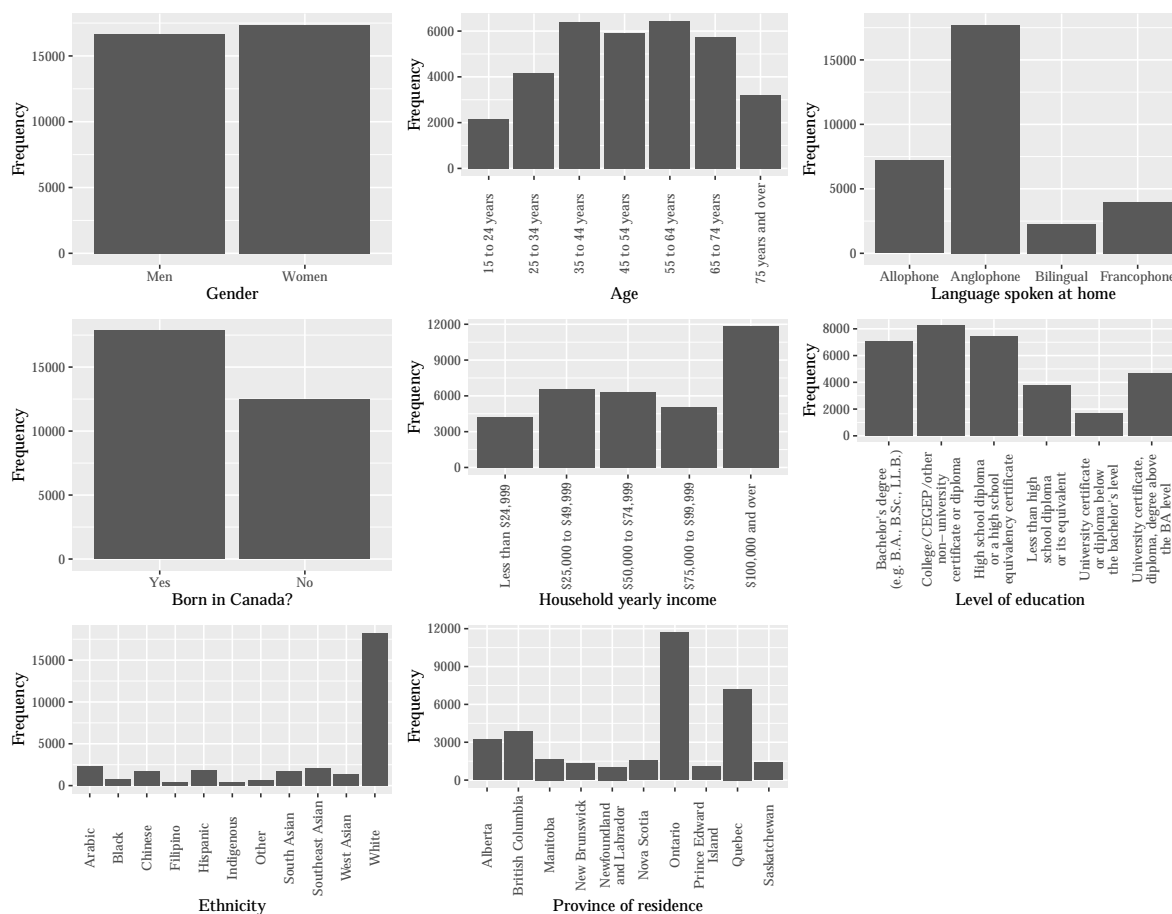 Frequency
15000
10000
5000
0
Men
Women
Gender
Frequency
6000
4000
2000
0
15 to 24 years
25 to 34 years
35 to 44 years
45 to 54 years
55 to 64 years
65 to 74 years
75 years and over
Age
Frequency
15000
10000
5000
0
Allophone
Anglophone
Bilingual
Francophone
Language spoken at home
Frequency
15000
10000
5000
0
Yes
No
Born in Canada?
Frequency
12000
9000
6000
3000
0
Less than $24,999
$25,000 to $49,999
$50,000 to $74,999
$75,000 to $99,999
$100,000 and over
Household yearly income
Frequency
8000
6000
4000
2000
0
Bachelor's degree
(e.g. B.A., B.Sc., LL.B.)
College/CEGEP/other
non−university
certificate or diploma
High school diploma
or a high school
equivalency certificate
Less than high
school diploma
or its equivalent
University certificate
or diploma below
the bachelor's level
University certificate,
diploma, degree above
the BA level
Level of education
Frequency
15000
10000
5000
0
Arabic
Black
Chinese
Filipino
Hispanic
Indigenous
Other
South Asian
Southeast Asian
West Asian
White
Ethnicity
Frequency
12000
9000
6000
3000
0
Alberta
British Columbia
Manitoba
New Brunswick
Newfoundland
and Labrador
Nova Scotia
Ontario
Prince Edward
Island
Quebec
Saskatchewan
Province of residence